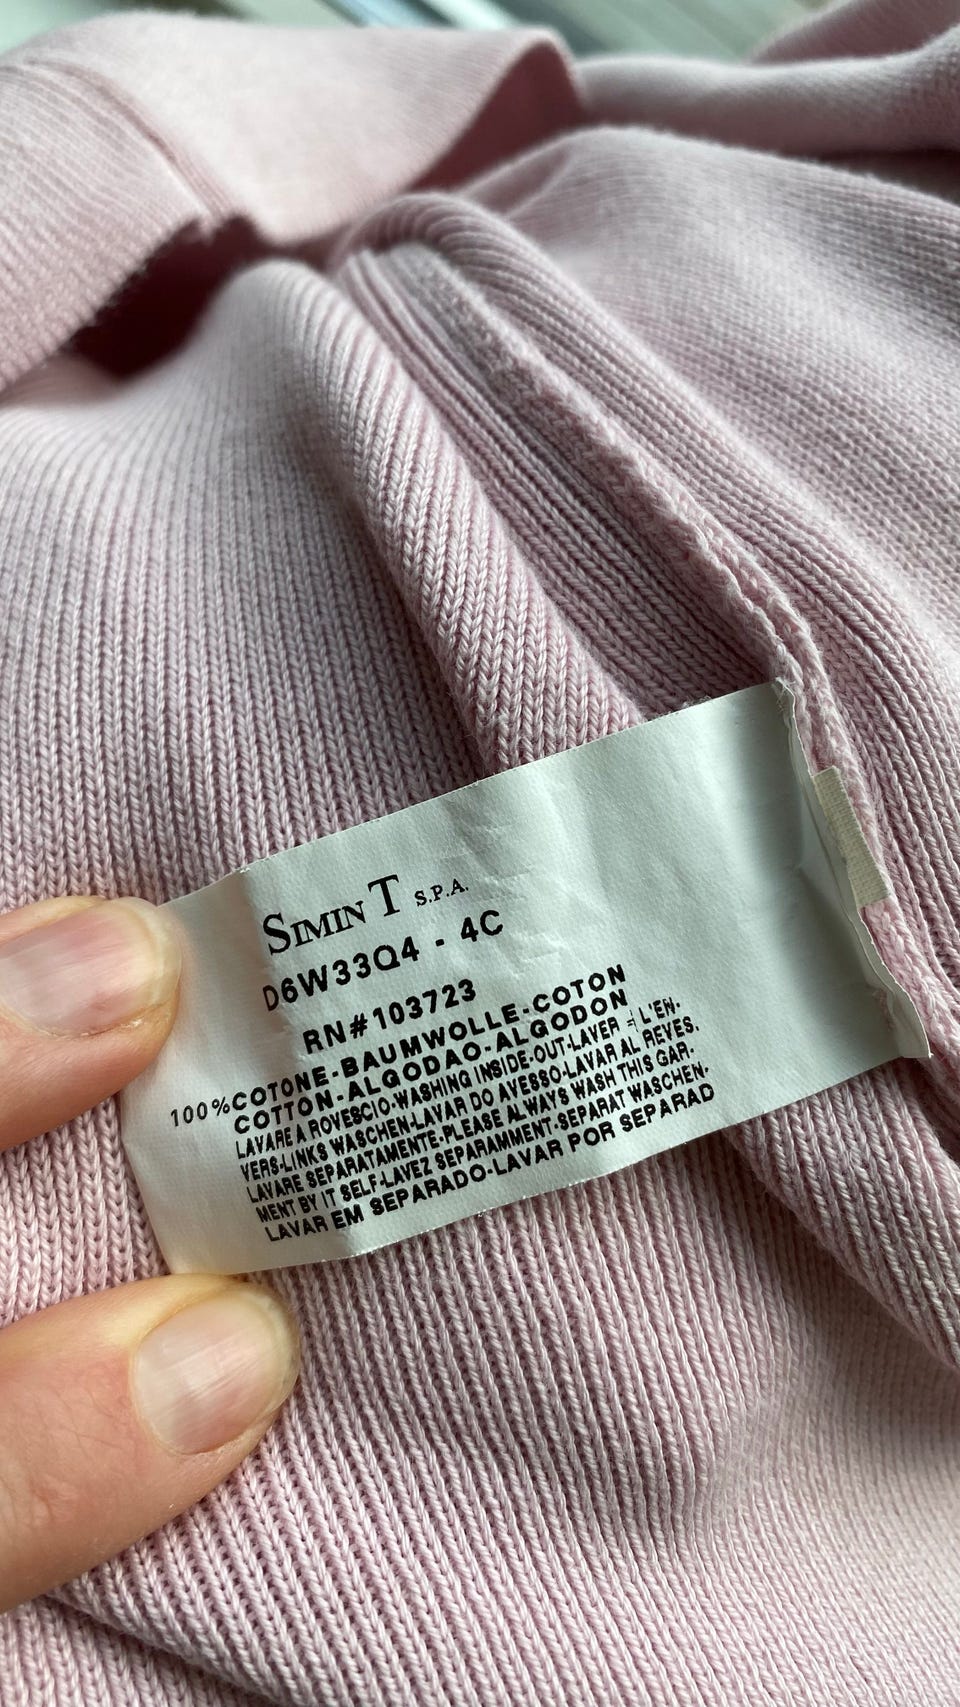 SIMIN T S.P.A.
D6W33Q4 - 4C
RN#103723
100%COTONE-BAUMWOLLE-COTON
COTTON-ALGODAO-ALGODON
LAVARE A ROVESCIO-WASHING INSIDE-OUT-LAVER L'EN-
VERS-LINKS WASCHEN-LAVAR DO AVESSO-LAVAR AL REVES.
LAVARE SEPARATAMENTE-PLEASE ALWAYS WASH THIS GAR-
MENT BY IT SELF-LAVEZ SEPARAMMENT-SEPARAT WASCHEN-
LAVAR EM SEPARADO-LAVAR POR SEPARAD